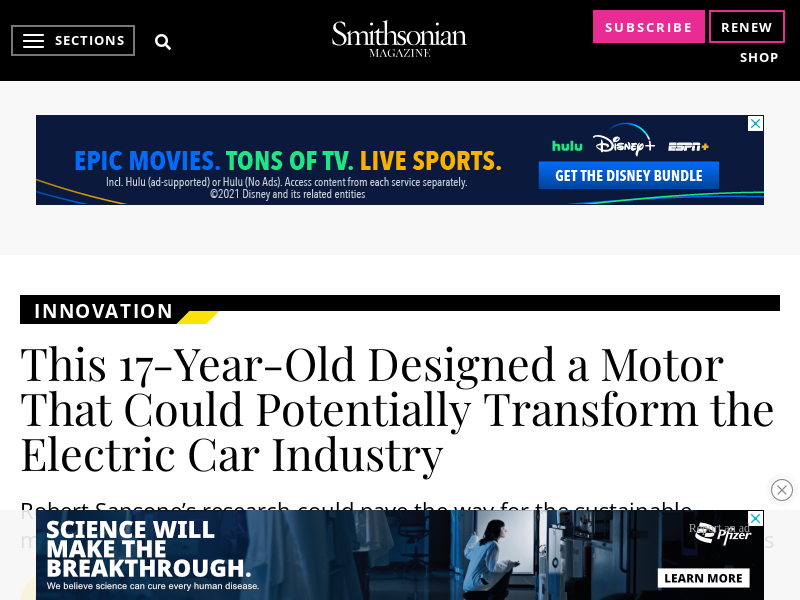 SECTIONS
Smithsonian
MAGAZINE
SUBSCRIBE
RENEW
SHOP
EPIC MOVIES. TONS OF TV. LIVE SPORTS.
Incl. Hulu (ad-supported) or Hulu (No Ads). Access content from each service separately.
©2021 Disney and its related entities
hulu Disney+ ESPN+
GET THE DISNEY BUNDLE
INNOVATION
This 17-Year-Old Designed a Motor
That Could Potentially Transform the
Electric Car Industry
Robert Sansone's research could pave the way for the sustainable
SCIENCE WILL
MAKE THE
BREAKTHROUGH.
We believe science can cure every human disease.
Report an ad
Pfizer
LEARN MORE